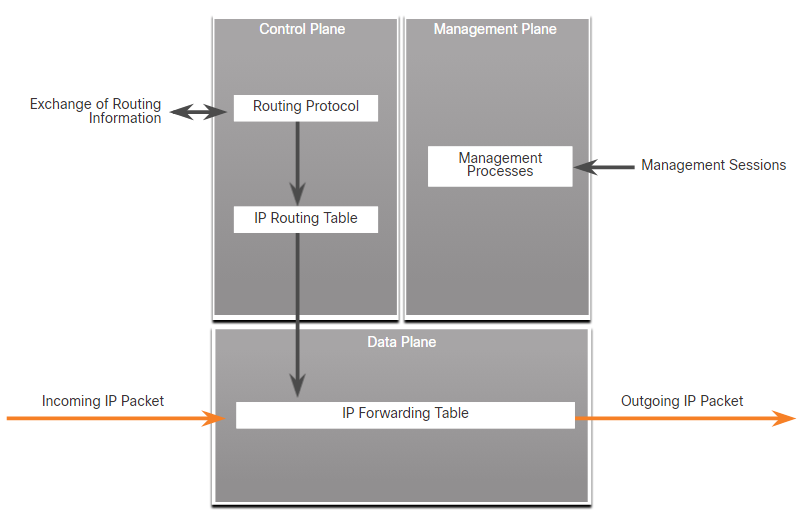 Control Plane
Management Plane
Exchange of Routing
Information
Routing Protocol
Management
Processes
Management Sessions
IP Routing Table
Data Plane
Incoming IP Packet
IP Forwarding Table
Outgoing IP Packet